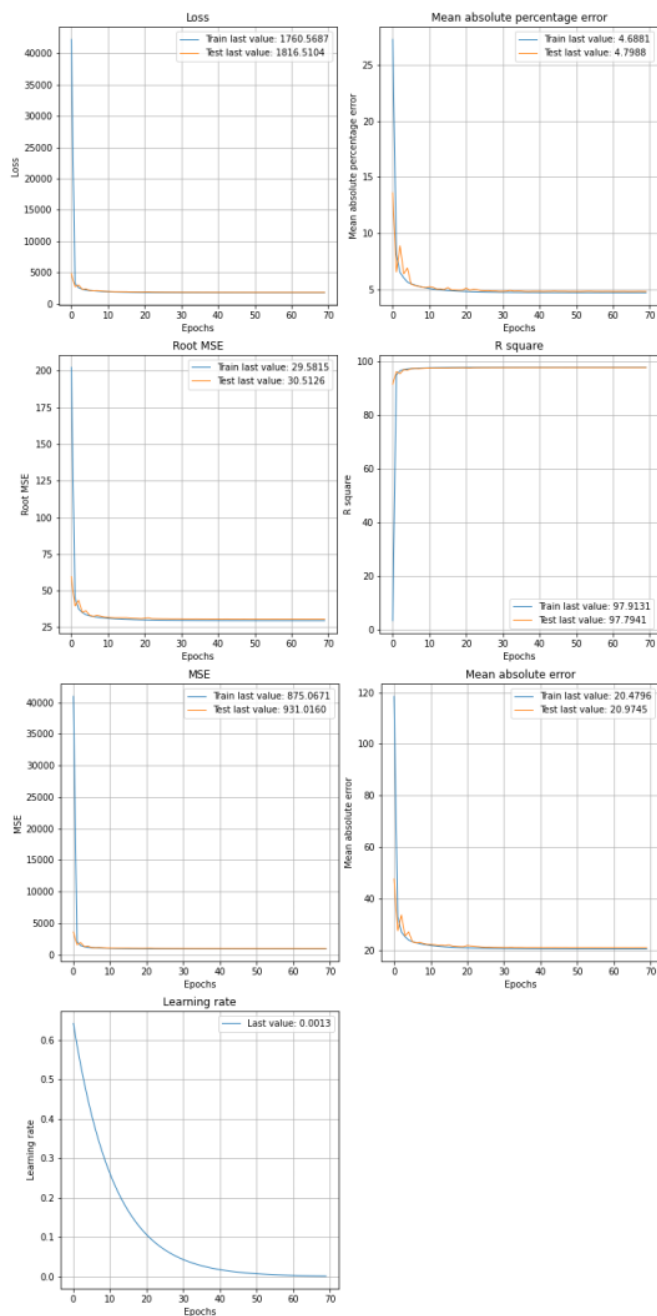 Loss
Train last value: 1760.5687
Test last value: 1816.5104
40000
35000
30000
25000
20000
15000
10000
5000
0
Loss
0 10 20 30 40 50 60 70
Epochs
Mean absolute percentage error
Train last value: 4.6881
Test last value: 4.7988
25
20
15
10
5
Mean absolute percentage error
0 10 20 30 40 50 60 70
Epochs
Root MSE
Train last value: 29.5815
Test last value: 30.5126
200
175
150
125
100
75
50
25
Root MSE
0 10 20 30 40 50 60 70
Epochs
R square
100
80
60
40
20
0
R square
Train last value: 97.9131
Test last value: 97.7941
0 10 20 30 40 50 60 70
Epochs
MSE
Train last value: 875.0671
Test last value: 931.0160
40000
35000
30000
25000
20000
15000
10000
5000
0
MSE
0 10 20 30 40 50 60 70
Epochs
Mean absolute error
Train last value: 20.4796
Test last value: 20.9745
120
100
80
60
40
20
Mean absolute error
0 10 20 30 40 50 60 70
Epochs
Learning rate
Last value: 0.0013
0.6
0.5
0.4
0.3
0.2
0.1
0.0
Learning rate
0 10 20 30 40 50 60 70
Epochs